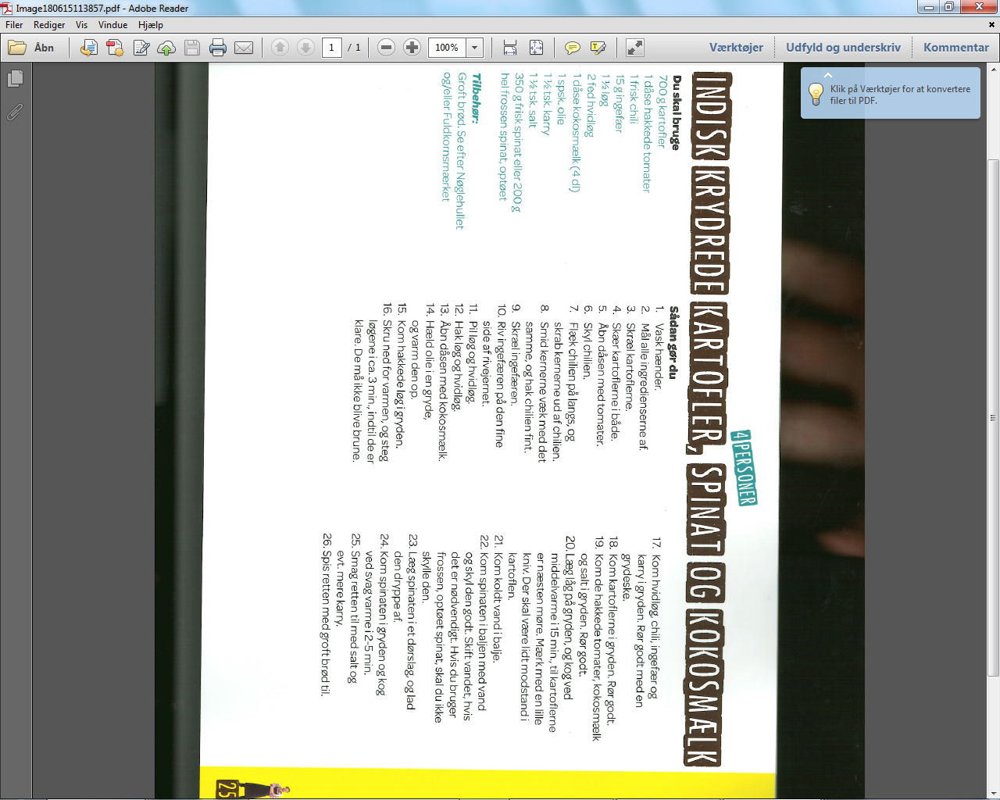 Image180615113857.pdf - Adobe Reader
Filer Rediger Vis Vindue Hjælp
Åbn
1 / 1
100%
Værktøjer
Udfyld og underskriv
Kommentar
Klik på Værktøjer for at konvertere
filer til PDF.
4 PERSONER
INDISK KRYDREDE KARTOFLER, SPINAT OG KOKOSMÆLK
Du skal bruge
700 g kartofler
1 dåse hakkede tomater
1 frisk chili
15 g ingefær
1 ½ løg
2 fed hvidløg
1 dåse kokosmælk (4 dl)
1 spsk. olie
1 ½ tsk. karry
1 ½ tsk. salt
350 g frisk spinat eller 200 g
hel frossen spinat, optøet
Tilbehør:
Groft brød. Se efter Nøglehullet
og/eller Fuldkornsmærket
Sådan gør du
1. Vask hænder.
2. Mål alle ingredienserne af.
3. Skræl kartoflerne.
4. Skær kartoflerne i både.
5. Åbn dåsen med tomater.
6. Skyl chilien.
7. Flæk chilien på langs, og
skrab kernerne ud af chilien.
8. Smid kernerne væk med det
samme, og hak chilien fint.
9. Skræl ingefæren.
10. Riv ingefæren på den fine
side af rivejernet.
11. Pil løg og hvidløg.
12. Hak løg og hvidløg.
13. Åbn dåsen med kokosmælk.
14. Hæld olie i en gryde,
og varm den op.
15. Kom hakkede løg i gryden.
16. Skru ned for varmen, og steg
løgene i ca. 3 min., indtil de er
klare. De må ikke blive brune.
17. Kom hvidløg, chili, ingefær og
karry i gryden. Rør godt med en
grydeske.
18. Kom kartoflerne i gryden. Rør godt.
19. Kom de hakkede tomater, kokosmælk
og salt i gryden. Rør godt.
20. Læg låg på gryden, og kog ved
middelvarme i 15 min., til kartoflerne
er næsten møre. Mærk med en lille
kniv. Der skal være lidt modstand i
kartoflen.
21. Kom koldt vand i balje.
22. Kom spinaten i baljen med vand
og skyl den godt. Skift vandet, hvis
det er nødvendigt. Hvis du bruger
frossen, optøet spinat, skal du ikke
skylle den.
23. Læg spinaten i et dørslag, og lad
den dryppe af.
24. Kom spinaten i gryden og kog
ved svag varme i 2-5 min.
25. Smag retten til med salt og
evt. mere karry.
26. Spis retten med groft brød til.
25